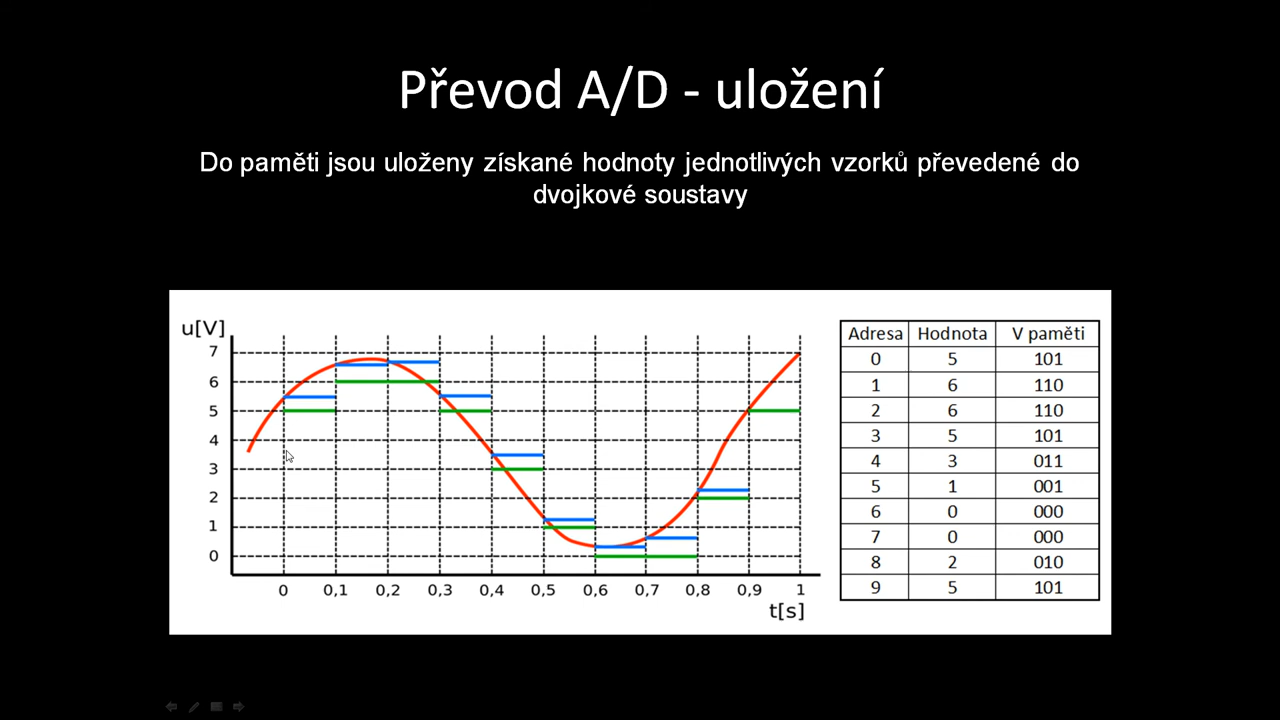 Převod A/D - uložení
Do paměti jsou uloženy získané hodnoty jednotlivých vzorků převedené do
dvojkové soustavy
u[V]
7
6
5
4
3
2
1
0
0 0,1 0,2 0,3 0,4 0,5 0,6 0,7 0,8 0,9 1
t[s]
Adresa Hodnota V paměti
0 5 101
1 6 110
2 6 110
3 5 101
4 3 011
5 1 001
6 0 000
7 0 000
8 2 010
9 5 101